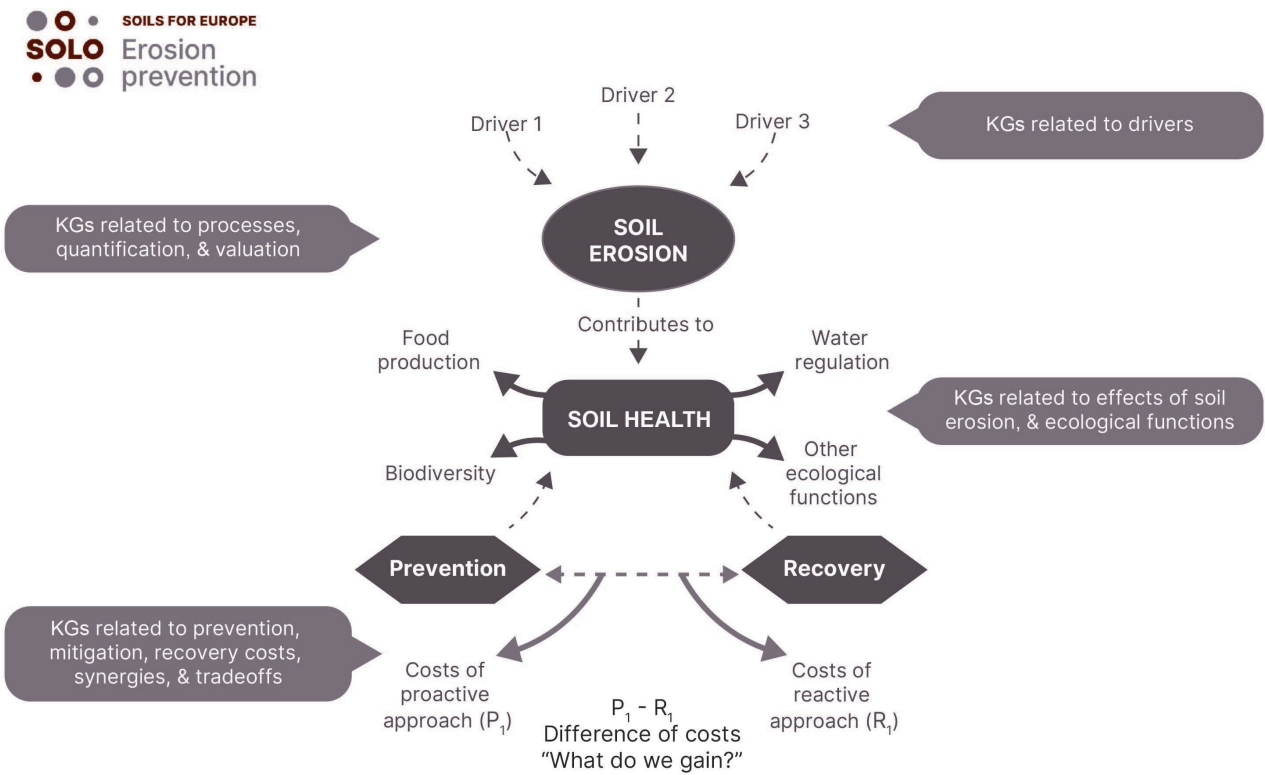 SOILS FOR EUROPE
SOLO
Erosion
prevention
Driver 1
Driver 2
Driver 3
KGs related to drivers
KGs related to processes,
quantification, & valuation
SOIL
EROSION
Contributes to
Food
production
Water
regulation
SOIL HEALTH
KGs related to effects of soil
erosion, & ecological functions
Biodiversity
Other
ecological
functions
Prevention
Recovery
KGs related to prevention,
mitigation, recovery costs,
synergies, & tradeoffs
Costs of
proactive
approach (P₁)
Costs of
reactive
approach (R₁)
P₁ - R₁
Difference of costs
“What do we gain?”